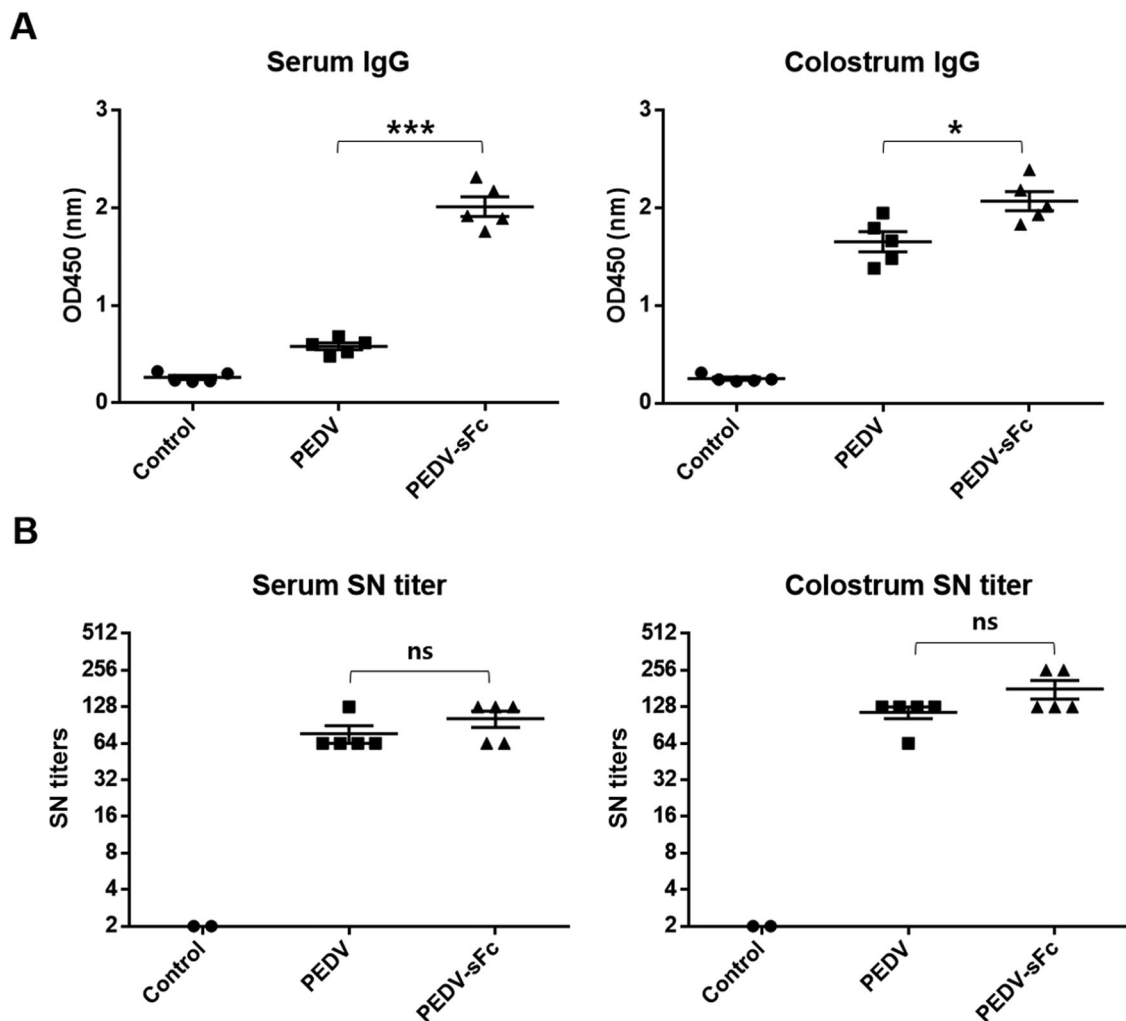 A
Serum IgG
OD450 (nm)
3
2
1
0
***
Control
PEDV
PEDV-sFc
Colostrum IgG
OD450 (nm)
3
2
1
0
*
Control
PEDV
PEDV-sFc
B
Serum SN titer
SN titers
512
256
128
64
32
16
8
4
2
ns
Control
PEDV
PEDV-sFc
Colostrum SN titer
SN titers
512
256
128
64
32
16
8
4
2
ns
Control
PEDV
PEDV-sFc